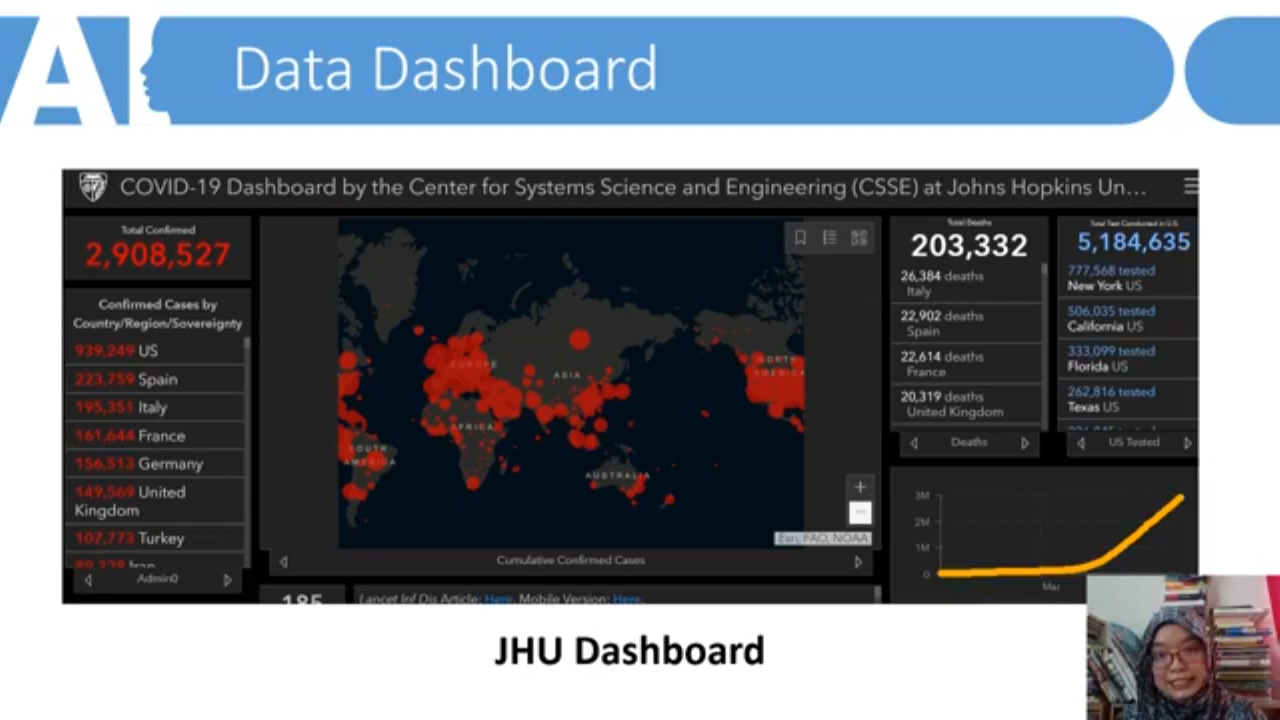 AI
Data Dashboard
COVID-19 Dashboard by the Center for Systems Science and Engineering (CSSE) at Johns Hopkins Un...
Total Confirmed
2,908,527
Confirmed Cases by
Country/Region/Sovereignty
939,249 US
223,759 Spain
195,351 Italy
161,644 France
156,513 Germany
149,569 United
Kingdom
107,773 Turkey
Iran
Admin0
EUROPE
ASIA
AFRICA
NORTH
AMERICA
SOUTH
AMERICA
AUSTRALIA
Esri, FAO, NOAA
Cumulative Confirmed Cases
Total Deaths
203,332
26,384 deaths
Italy
22,902 deaths
Spain
22,614 deaths
France
20,319 deaths
United Kingdom
Deaths
Total Test Conducted in U.S.
5,184,635
777,568 tested
New York US
506,035 tested
California US
333,099 tested
Florida US
262,816 tested
Texas US
US Tested
3M
2M
1M
0
Mar
185
Lancet Inf Dis Article: Here. Mobile Version: Here.
JHU Dashboard